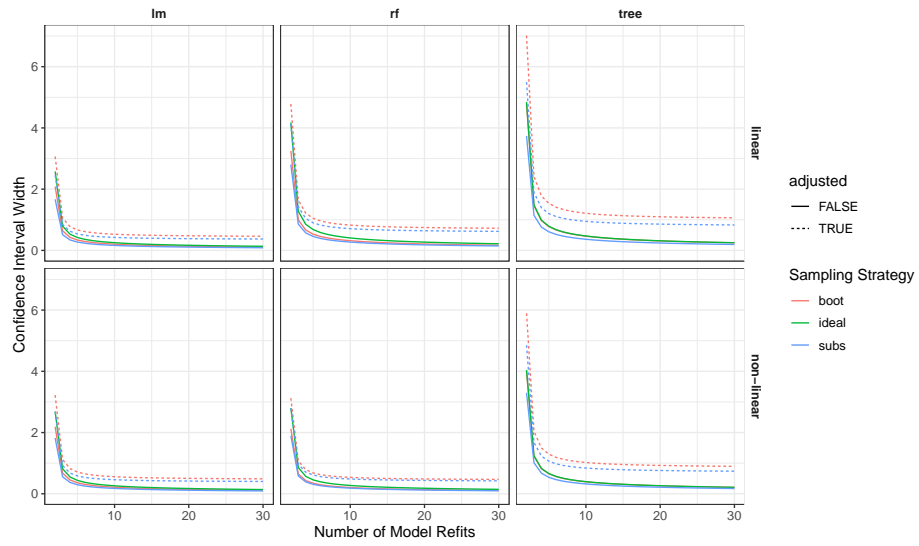 lm
rf
tree
6
4
2
0
linear
6
4
2
0
non−linear
10
20
30
10
20
30
10
20
30
Number of Model Refits
Confidence Interval Width
adjusted
FALSE
TRUE
Sampling Strategy
boot
ideal
subs